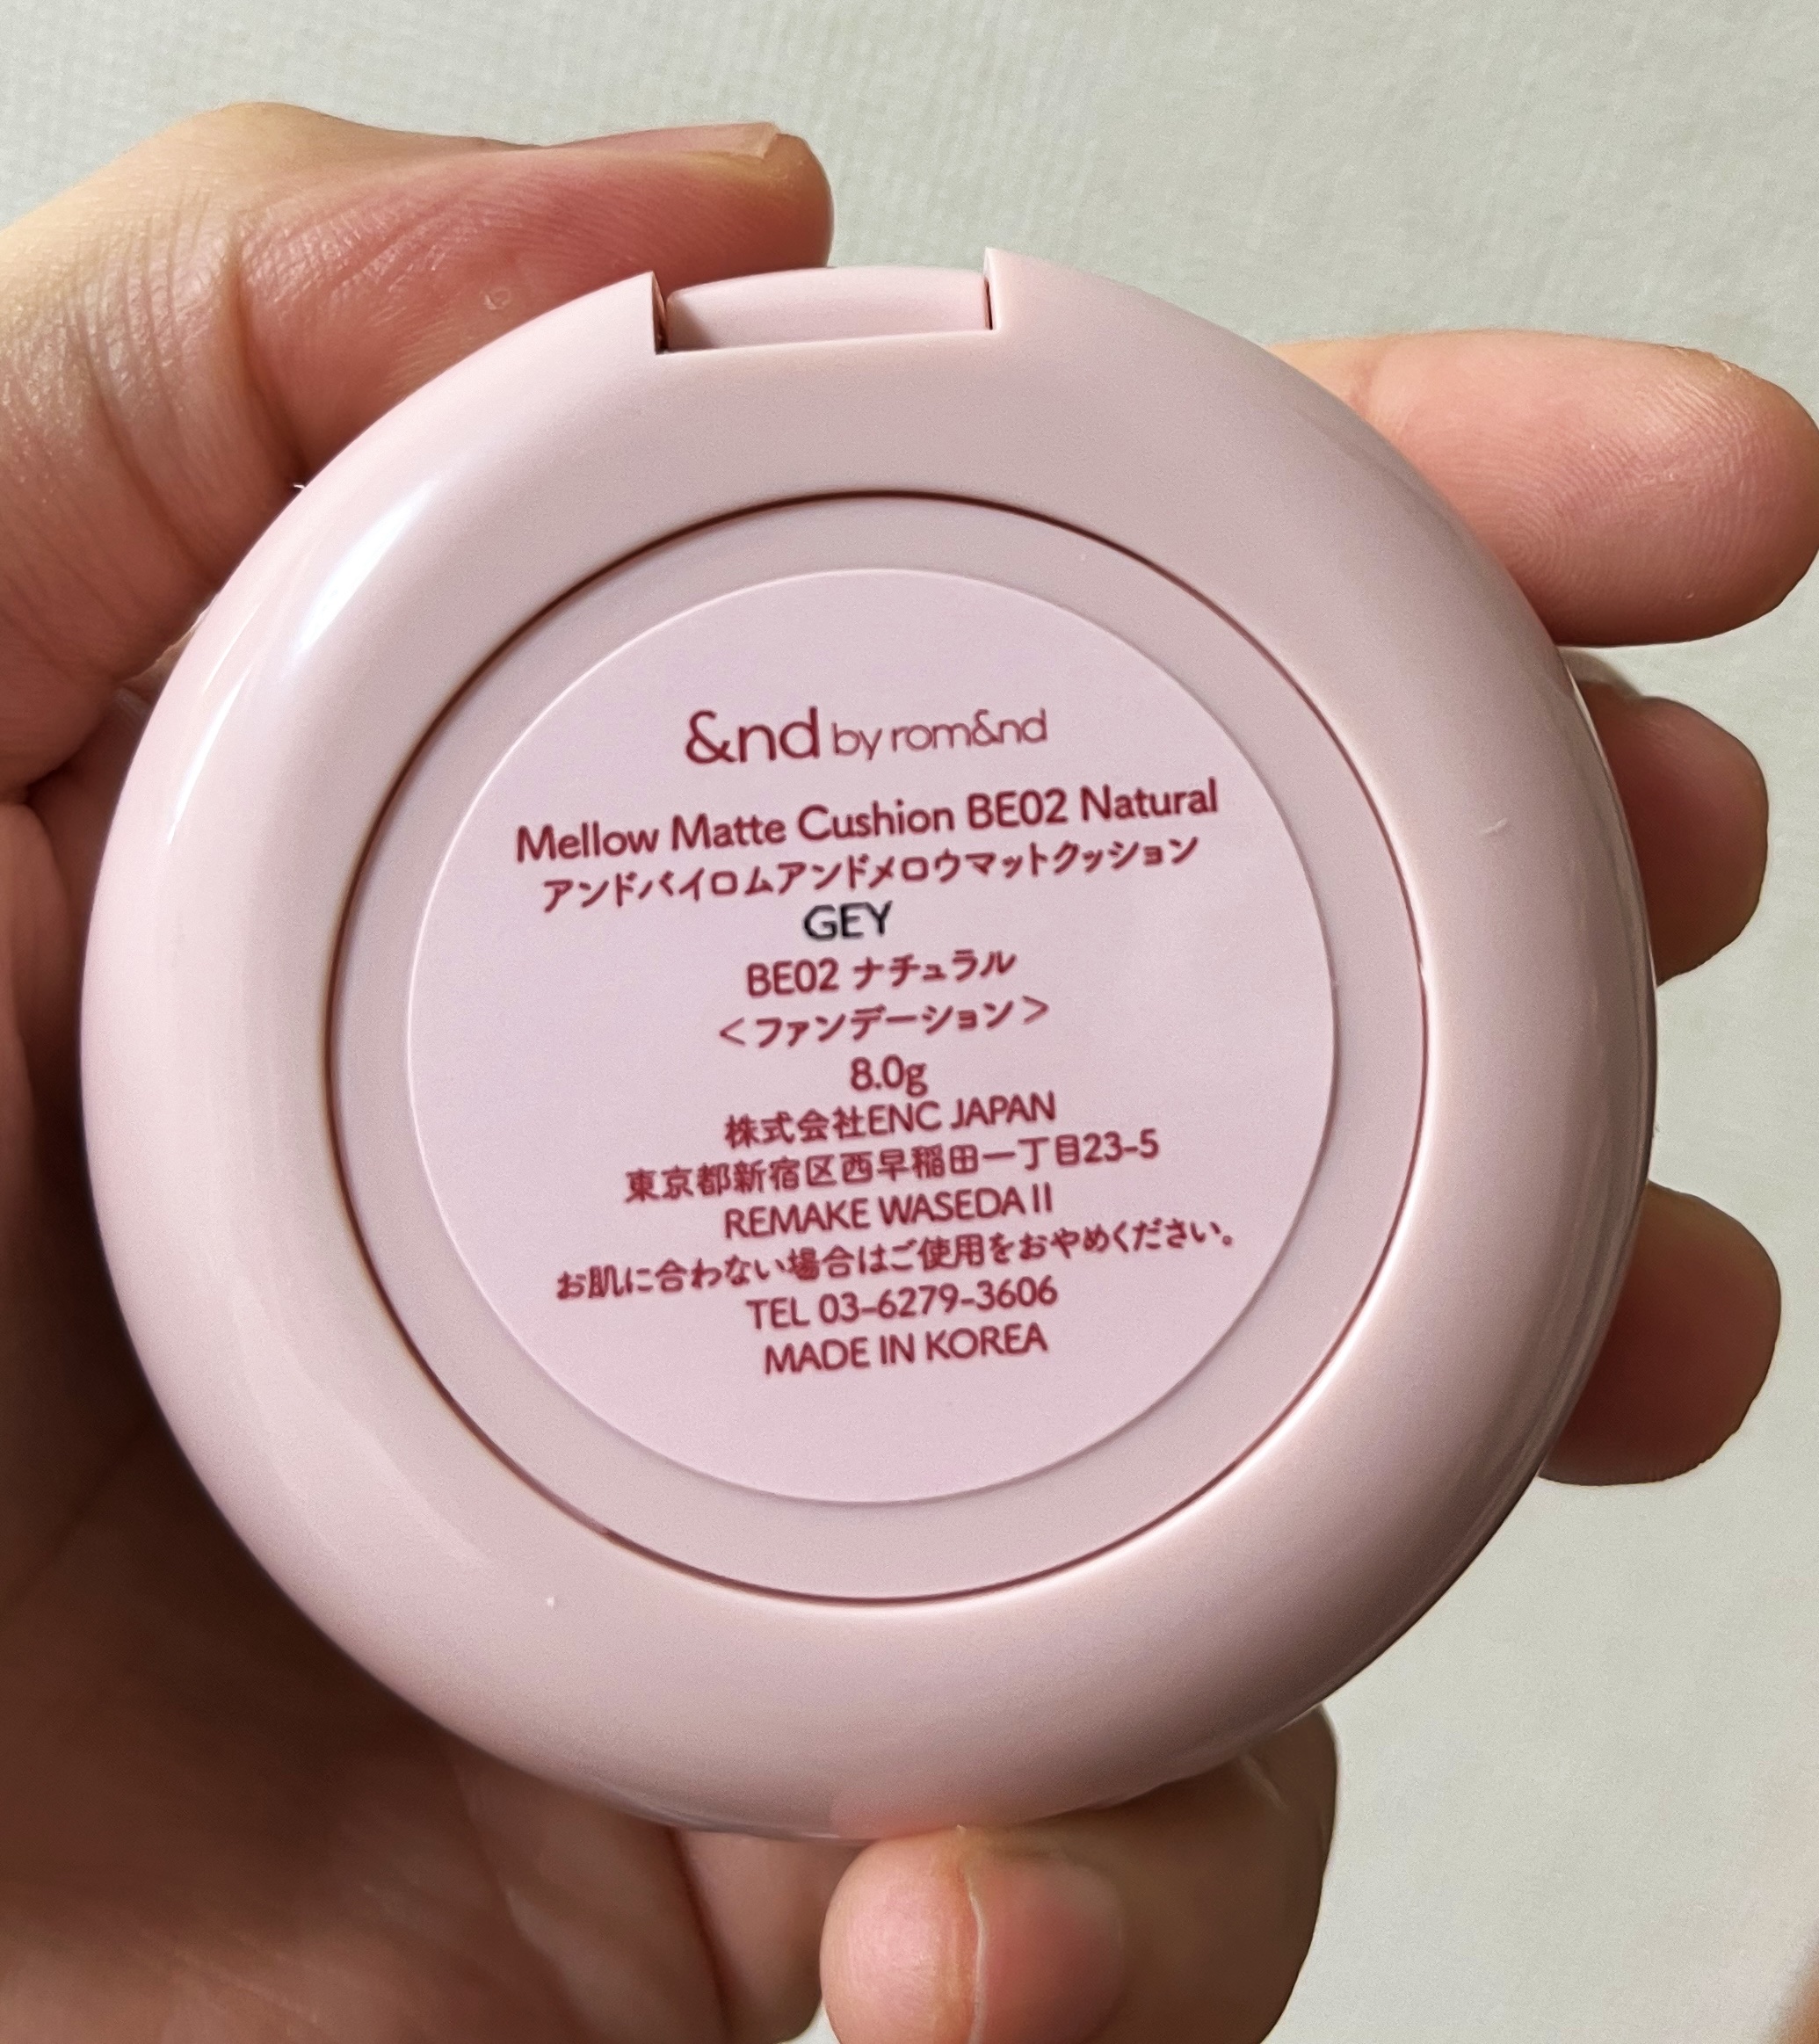 &nd by rom&nd
Mellow Matte Cushion BE02 Natural
アンドバイロムアンドメロウマットクッション
GEY
BE02 ナチュラル
＜ファンデーション＞
8.0g
株式会社ENC JAPAN
東京都新宿区西早稲田一丁目23-5
REMAKE WASEDA II
お肌に合わない場合はご使用をおやめください。
TEL 03-6279-3606
MADE IN KOREA